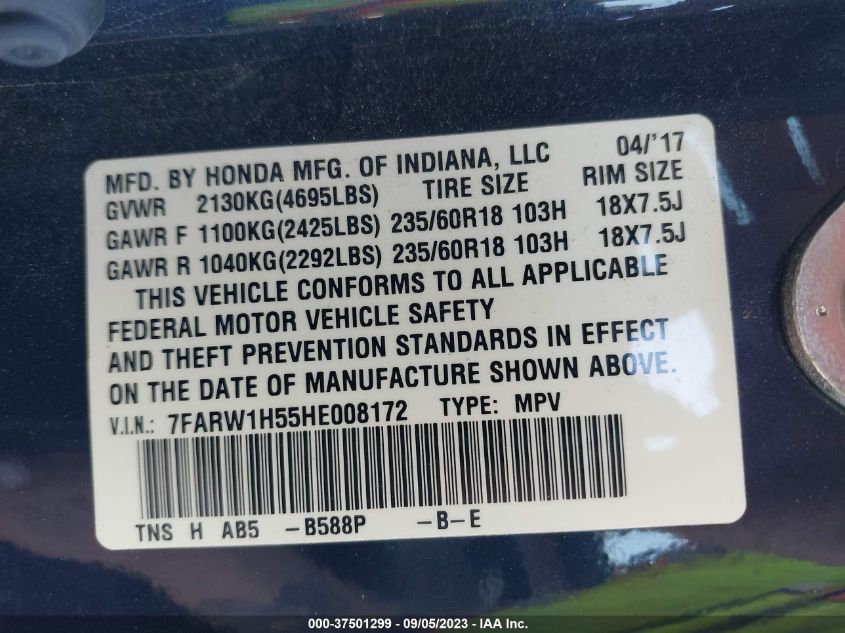 MFD. BY HONDA MFG. OF INDIANA, LLC 04/'17
GVWR 2130KG(4695LBS) TIRE SIZE RIM SIZE
GAWR F 1100KG(2425LBS) 235/60R18 103H 18X7.5J
GAWR R 1040KG(2292LBS) 235/60R18 103H 18X7.5J
THIS VEHICLE CONFORMS TO ALL APPLICABLE
FEDERAL MOTOR VEHICLE SAFETY
AND THEFT PREVENTION STANDARDS IN EFFECT
ON THE DATE OF MANUFACTURE SHOWN ABOVE.
V.I.N.: 7FARW1H55HE008172 TYPE: MPV
TNS H AB5 -B588P -B-E
000-37501299 - 09/05/2023 - IAA Inc.